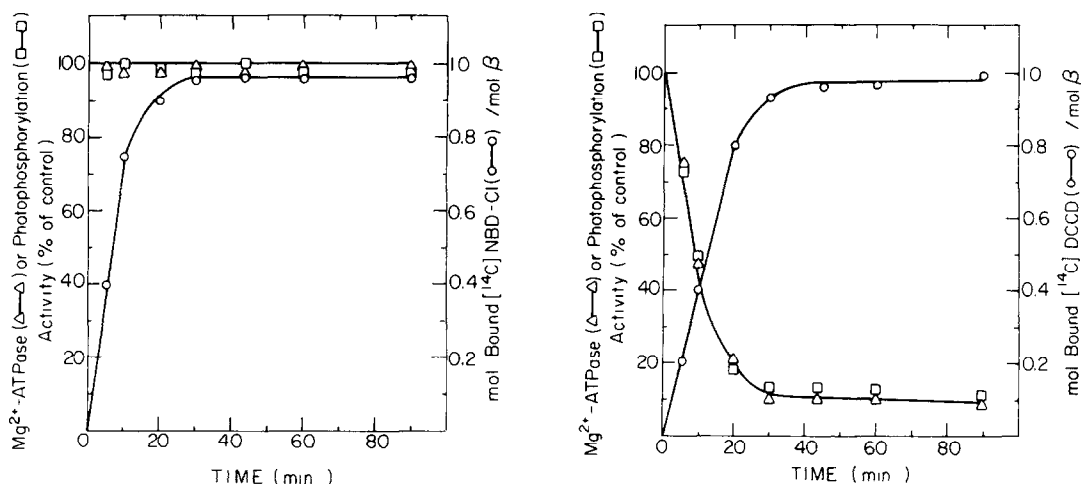 Mg2+-ATPase (△—△) or Photophosphorylation (□—□)
Activity (% of control)
100
80
60
40
20
0 20 40 60 80
TIME (min)
1.0
0.8
0.6
0.4
0.2
mol Bound [14C] NBD-Cl (○—○) /mol β
Mg2+-ATPase (△—△) or Photophosphorylation (□—□)
Activity (% of control)
100
80
60
40
20
0 20 40 60 80
TIME (min)
1.0
0.8
0.6
0.4
0.2
mol Bound [14C] DCCD (○—○) /mol β